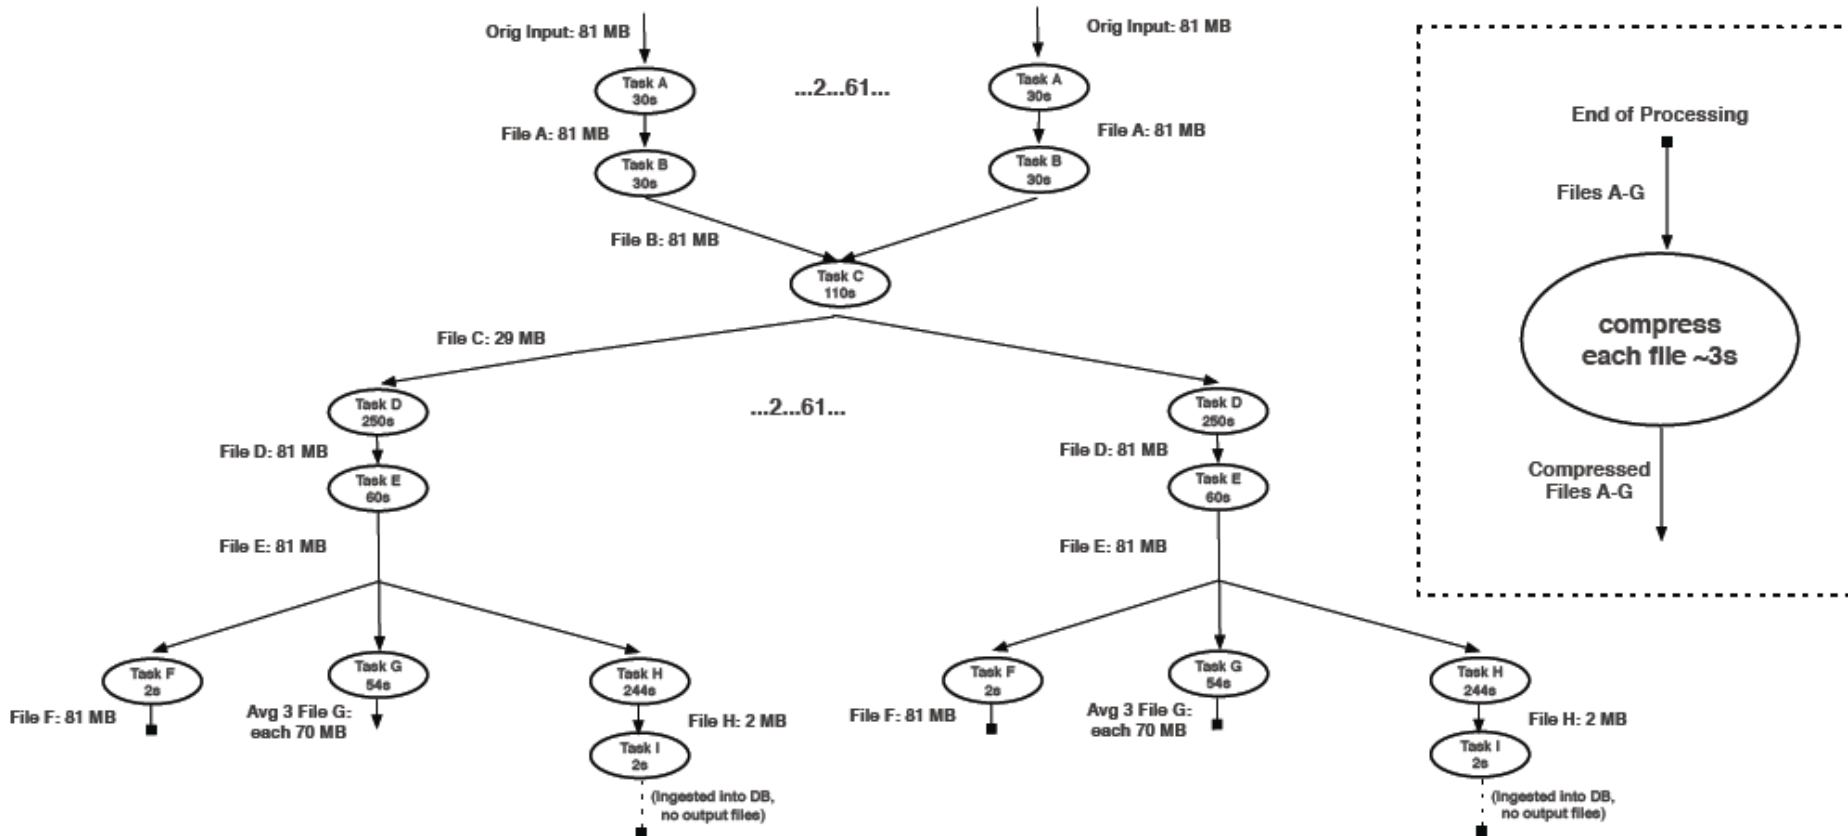 Orig Input: 81 MB
Orig Input: 81 MB
Task A
30s
...2...61...
Task A
30s
File A: 81 MB
File A: 81 MB
Task B
30s
Task B
30s
File B: 81 MB
Task C
110s
File C: 29 MB
Task D
250s
...2...61...
Task D
250s
File D: 81 MB
File D: 81 MB
Task E
60s
Task E
60s
File E: 81 MB
File E: 81 MB
Task F
2s
Task G
54s
Task H
244s
Task F
2s
Task G
54s
Task H
244s
File F: 81 MB
Avg 3 File G:
each 70 MB
File H: 2 MB
File F: 81 MB
Avg 3 File G:
each 70 MB
File H: 2 MB
Task I
2s
Task I
2s
(Ingested into DB,
no output files)
(Ingested into DB,
no output files)
End of Processing
Files A-G
compress
each file ~3s
Compressed
Files A-G